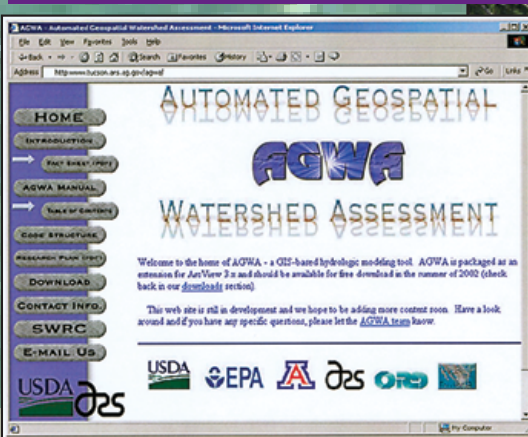 AGWA - Automated Geospatial Watershed Assessment - Microsoft Internet Explorer
File Edit View Favorites Tools Help
Back Search Favorites History
Address http:www.tucson.ars.ag.gov/agwa/ Go Links
AUTOMATED GEOSPATIAL
AGWA
WATERSHED ASSESSMENT
HOME
INTRODUCTION
FACT SHEET (PDF)
AGWA MANUAL
TABLE OF CONTENTS
CODE STRUCTURE
RESEARCH PLAN (PDF)
DOWNLOAD
CONTACT INFO.
SWRC
E-MAIL US
USDA ars
Welcome to the home of AGWA - a GIS-bared hydrologic modeling tool. AGWA is packaged as an
extension for ArcView 3.x and should be available for free download in the summer of 2002 (check
back in our downloads section).
This web site is still in development and we hope to be adding more content soon. Have a look
around and if you have any specific questions, please let the AGWA team know.
USDA EPA A ars ORD
My Computer